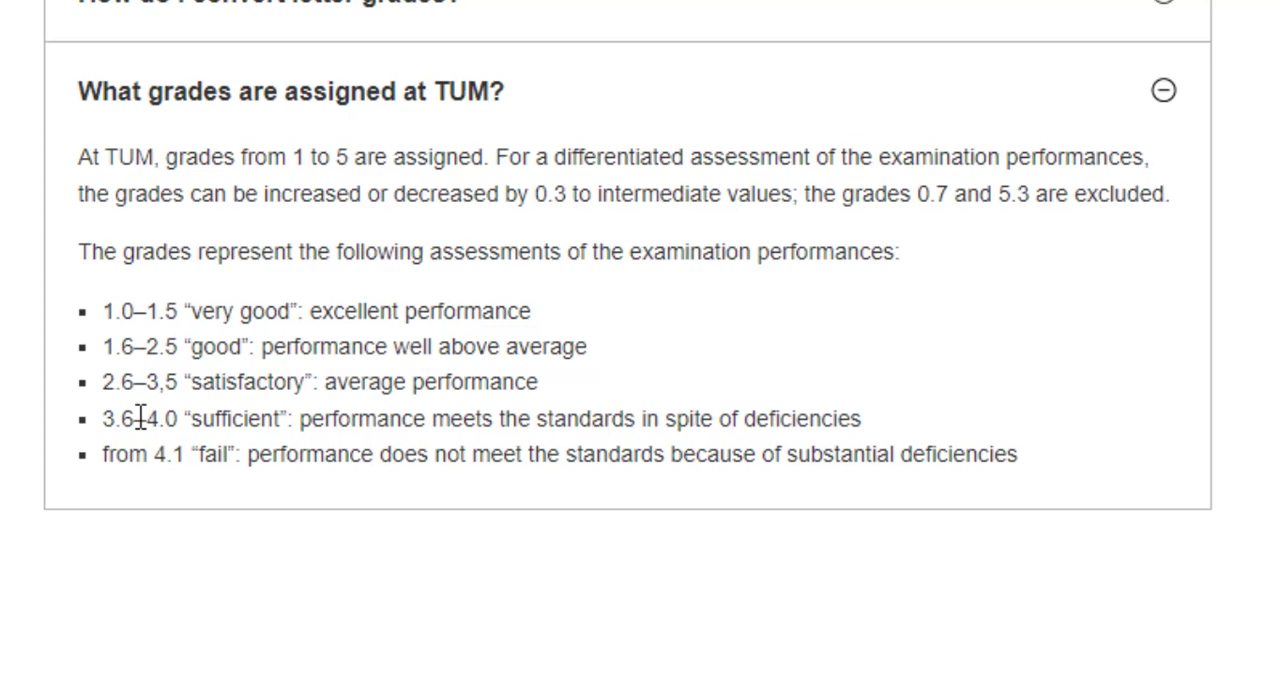 How do I convert letter grades?
What grades are assigned at TUM?
At TUM, grades from 1 to 5 are assigned. For a differentiated assessment of the examination performances,
the grades can be increased or decreased by 0.3 to intermediate values; the grades 0.7 and 5.3 are excluded.
The grades represent the following assessments of the examination performances:
▪ 1.0–1.5 “very good”: excellent performance
▪ 1.6–2.5 “good”: performance well above average
▪ 2.6–3,5 “satisfactory”: average performance
▪ 3.6–4.0 “sufficient”: performance meets the standards in spite of deficiencies
▪ from 4.1 “fail”: performance does not meet the standards because of substantial deficiencies